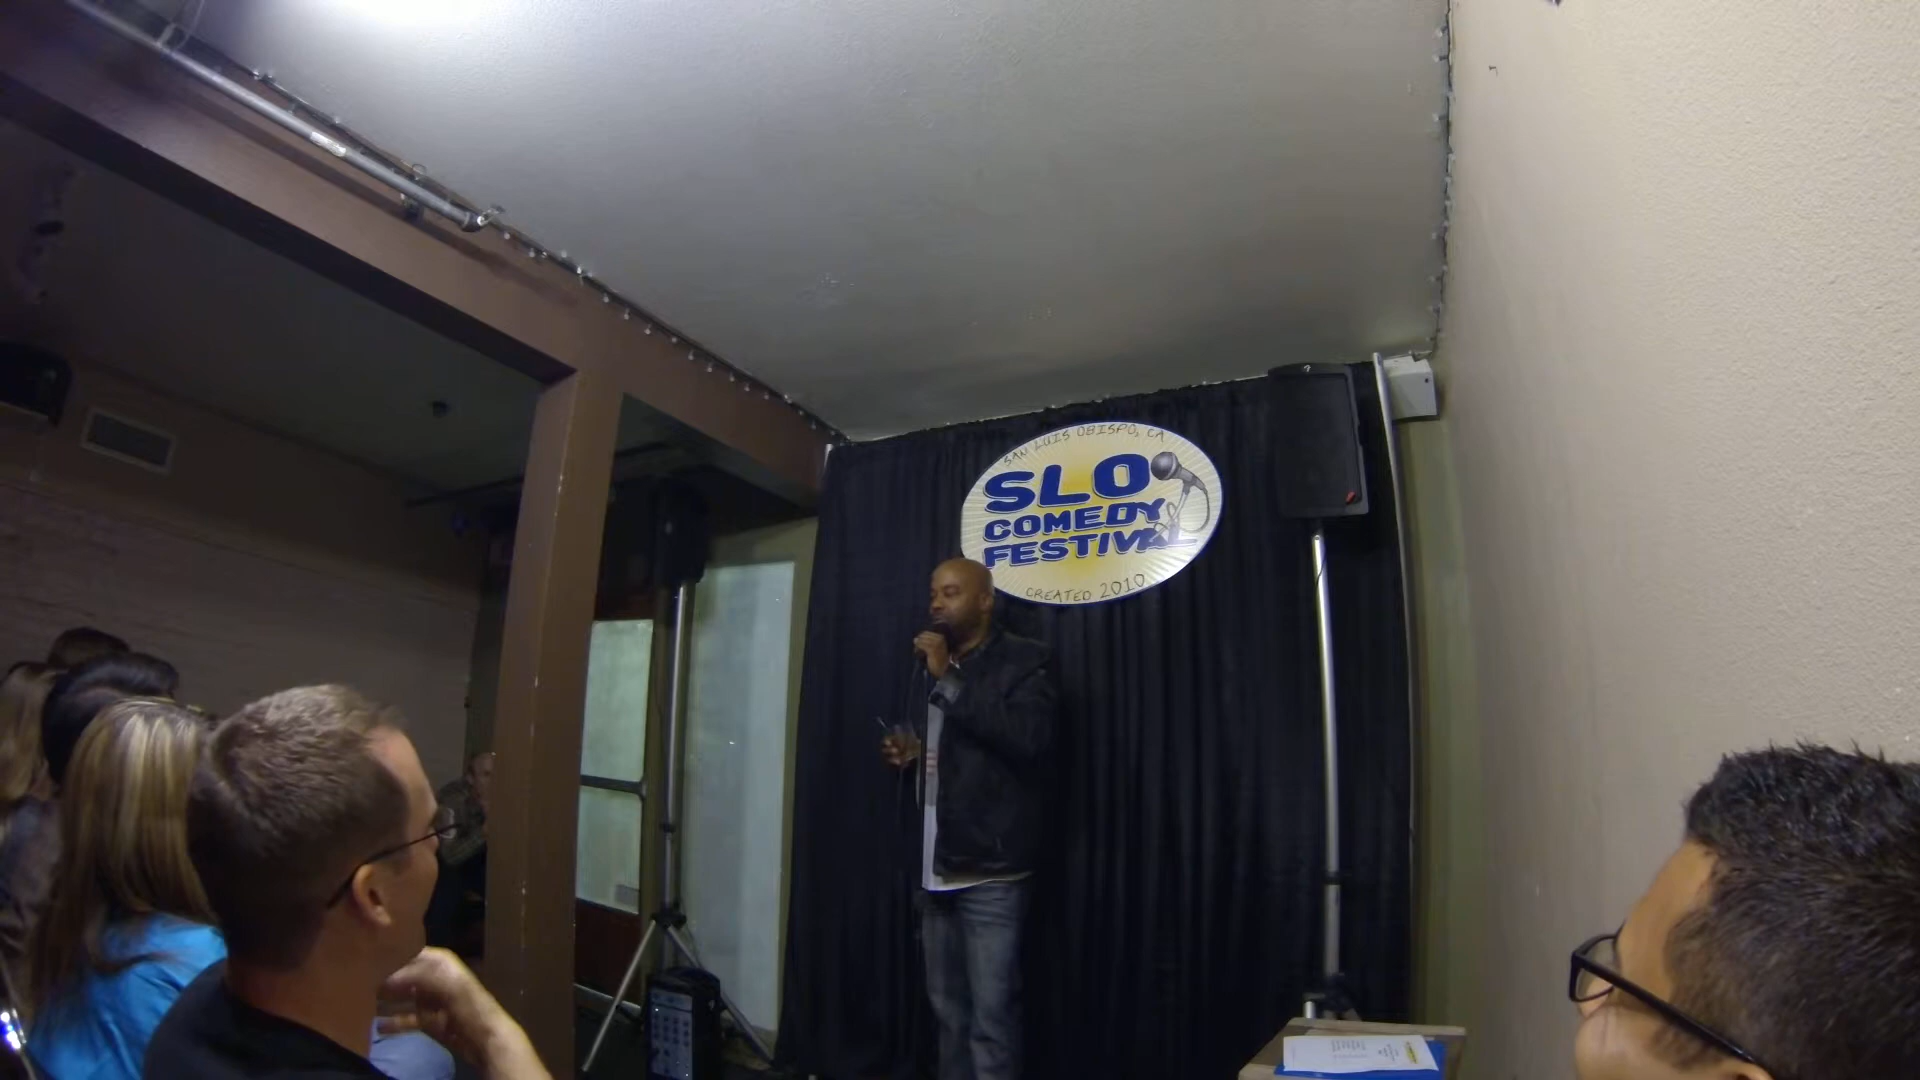 SAN LUIS OBISPO, CA
SLO
COMEDY
FESTIVAL
CREATED 2010